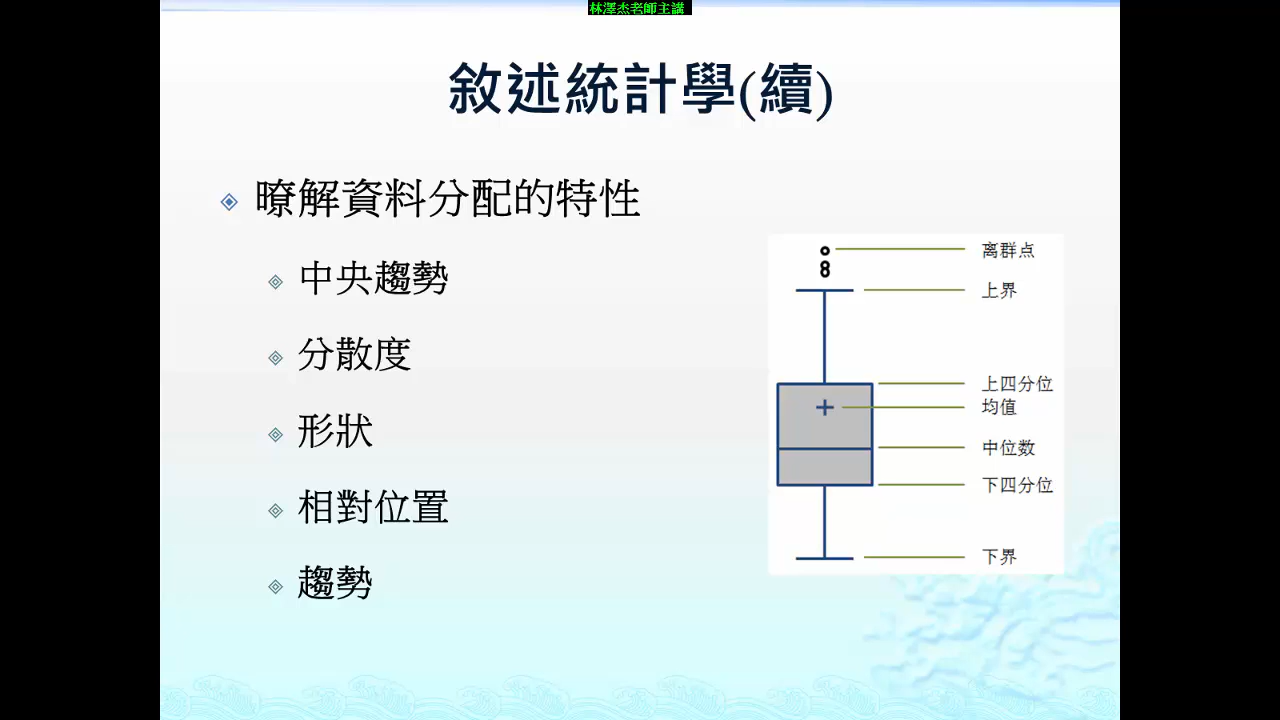 林澤杰老師主講
敘述統計學(續)
瞭解資料分配的特性
中央趨勢
分散度
形狀
相對位置
趨勢
离群点
上界
上四分位
均值
中位数
下四分位
下界